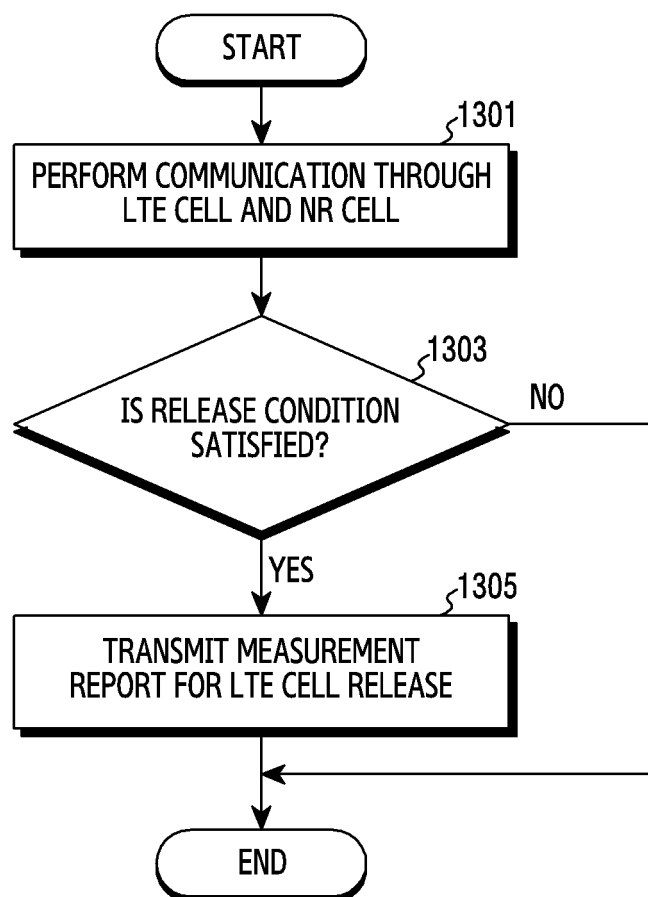 START
1301
PERFORM COMMUNICATION THROUGH
LTE CELL AND NR CELL
1303
IS RELEASE CONDITION
SATISFIED?
NO
YES
1305
TRANSMIT MEASUREMENT
REPORT FOR LTE CELL RELEASE
END